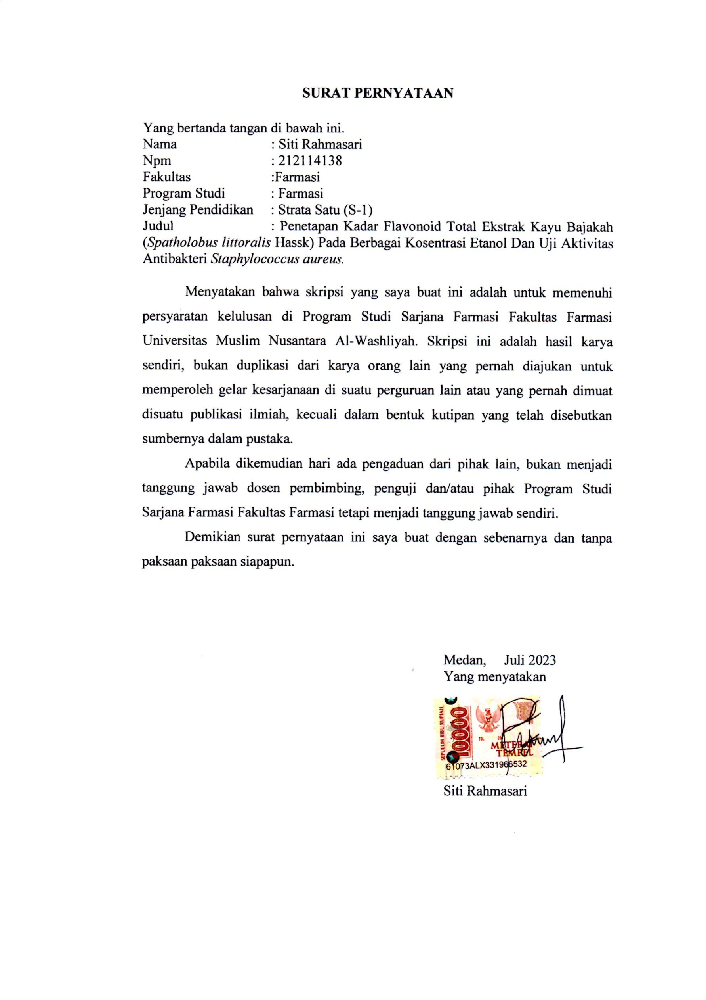 SURAT PERNYATAAN
Yang bertanda tangan di bawah ini.
Nama : Siti Rahmasari
Npm : 212114138
Fakultas :Farmasi
Program Studi : Farmasi
Jenjang Pendidikan : Strata Satu (S-1)
Judul : Penetapan Kadar Flavonoid Total Ekstrak Kayu Bajakah
(Spatholobus littoralis Hassk) Pada Berbagai Kosentrasi Etanol Dan Uji Aktivitas
Antibakteri Staphylococcus aureus.
Menyatakan bahwa skripsi yang saya buat ini adalah untuk memenuhi
persyaratan kelulusan di Program Studi Sarjana Farmasi Fakultas Farmasi
Universitas Muslim Nusantara Al-Washliyah. Skripsi ini adalah hasil karya
sendiri, bukan duplikasi dari karya orang lain yang pernah diajukan untuk
memperoleh gelar kesarjanaan di suatu perguruan lain atau yang pernah dimuat
disuatu publikasi ilmiah, kecuali dalam bentuk kutipan yang telah disebutkan
sumbernya dalam pustaka.
Apabila dikemudian hari ada pengaduan dari pihak lain, bukan menjadi
tanggung jawab dosen pembimbing, penguji dan/atau pihak Program Studi
Sarjana Farmasi Fakultas Farmasi tetapi menjadi tanggung jawab sendiri.
Demikian surat pernyataan ini saya buat dengan sebenarnya dan tanpa
paksaan paksaan siapapun.
Medan, Juli 2023
Yang menyatakan
SEPULUH RIBU RUPIAH
10000
TGL. 20
METERAI
TEMPEL
61073ALX331966532
Siti Rahmasari